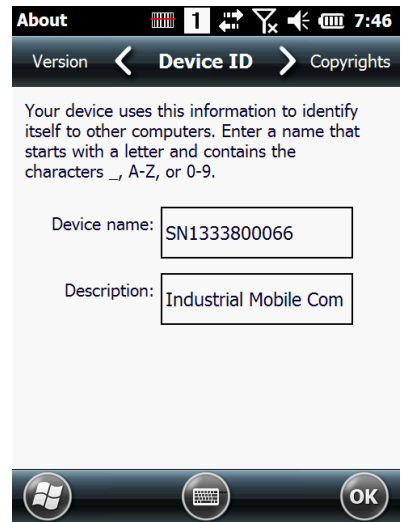 About 1 7:46
Version Device ID Copyrights
Your device uses this information to identify
itself to other computers. Enter a name that
starts with a letter and contains the
characters _, A-Z, or 0-9.
Device name: SN1333800066
Description: Industrial Mobile Com
OK